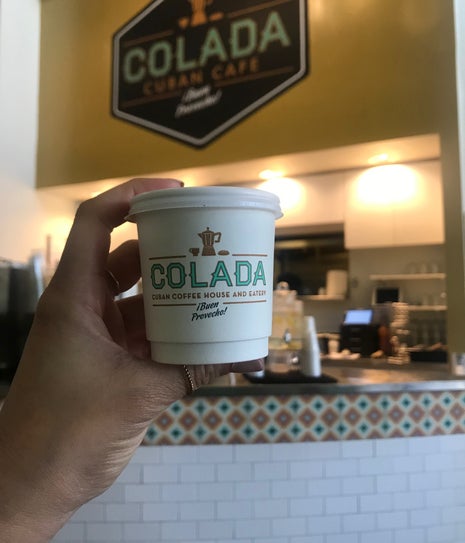 COLADA
CUBAN CAFE
¡Buen
Provecho!
COLADA
CUBAN COFFEE HOUSE AND EATERY
¡Buen
Provecho!